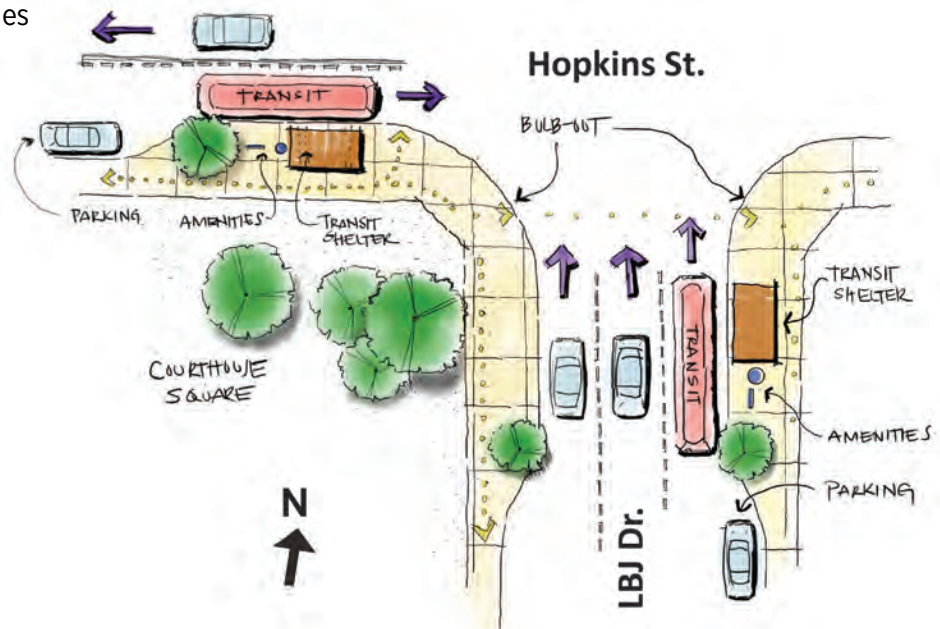 es
TRANSIT
Hopkins St.
BULB-OUT
PARKING
AMENITIES
TRANSIT
SHELTER
TRANSIT
SHELTER
COURTHOUSE
SQUARE
TRANSIT
AMENITIES
PARKING
N
LBJ Dr.